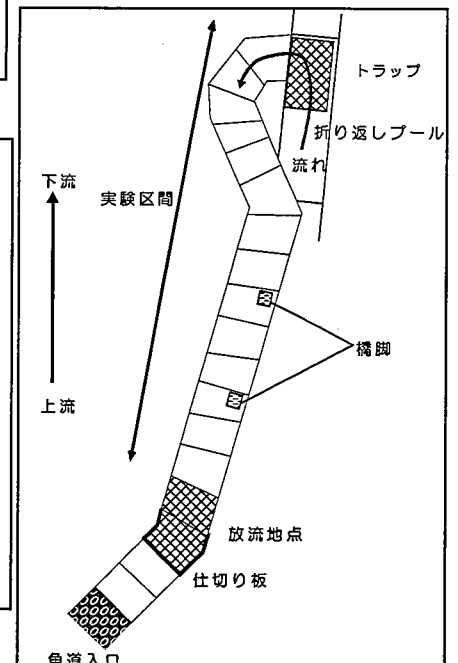 トラップ
折り返しプール
流れ
下流
実験区間
橋脚
上流
放流地点
仕切り板
魚道入口